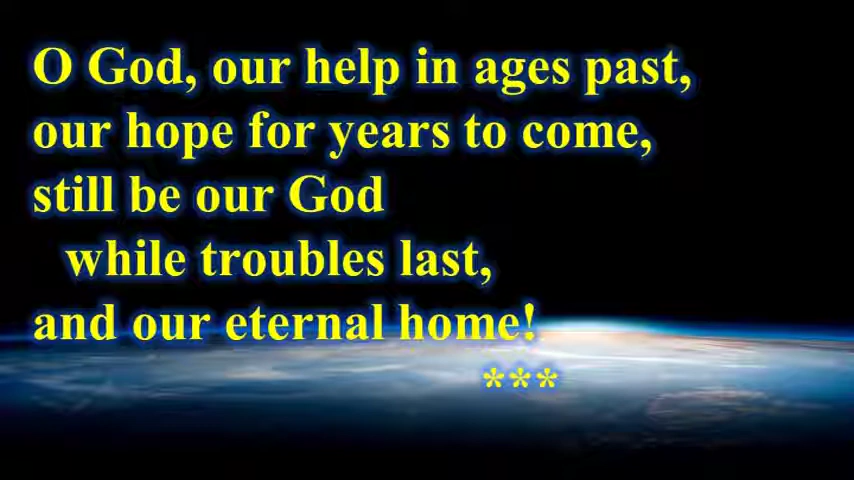 O God, our help in ages past,
our hope for years to come,
still be our God
while troubles last,
and our eternal home!
***